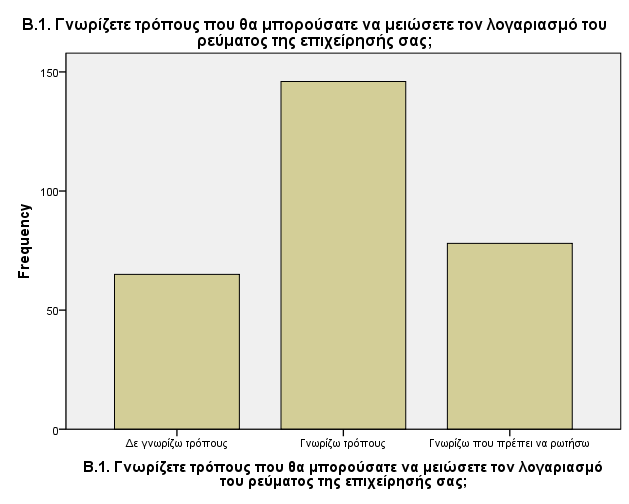 Β.1. Γνωρίζετε τρόπους που θα μπορούσατε να μειώσετε τον λογαριασμό του
ρεύματος της επιχείρησής σας;
150
100
50
0
Frequency
Δε γνωρίζω τρόπους
Γνωρίζω τρόπους
Γνωρίζω που πρέπει να ρωτήσω
Β.1. Γνωρίζετε τρόπους που θα μπορούσατε να μειώσετε τον λογαριασμό
του ρεύματος της επιχείρησής σας;